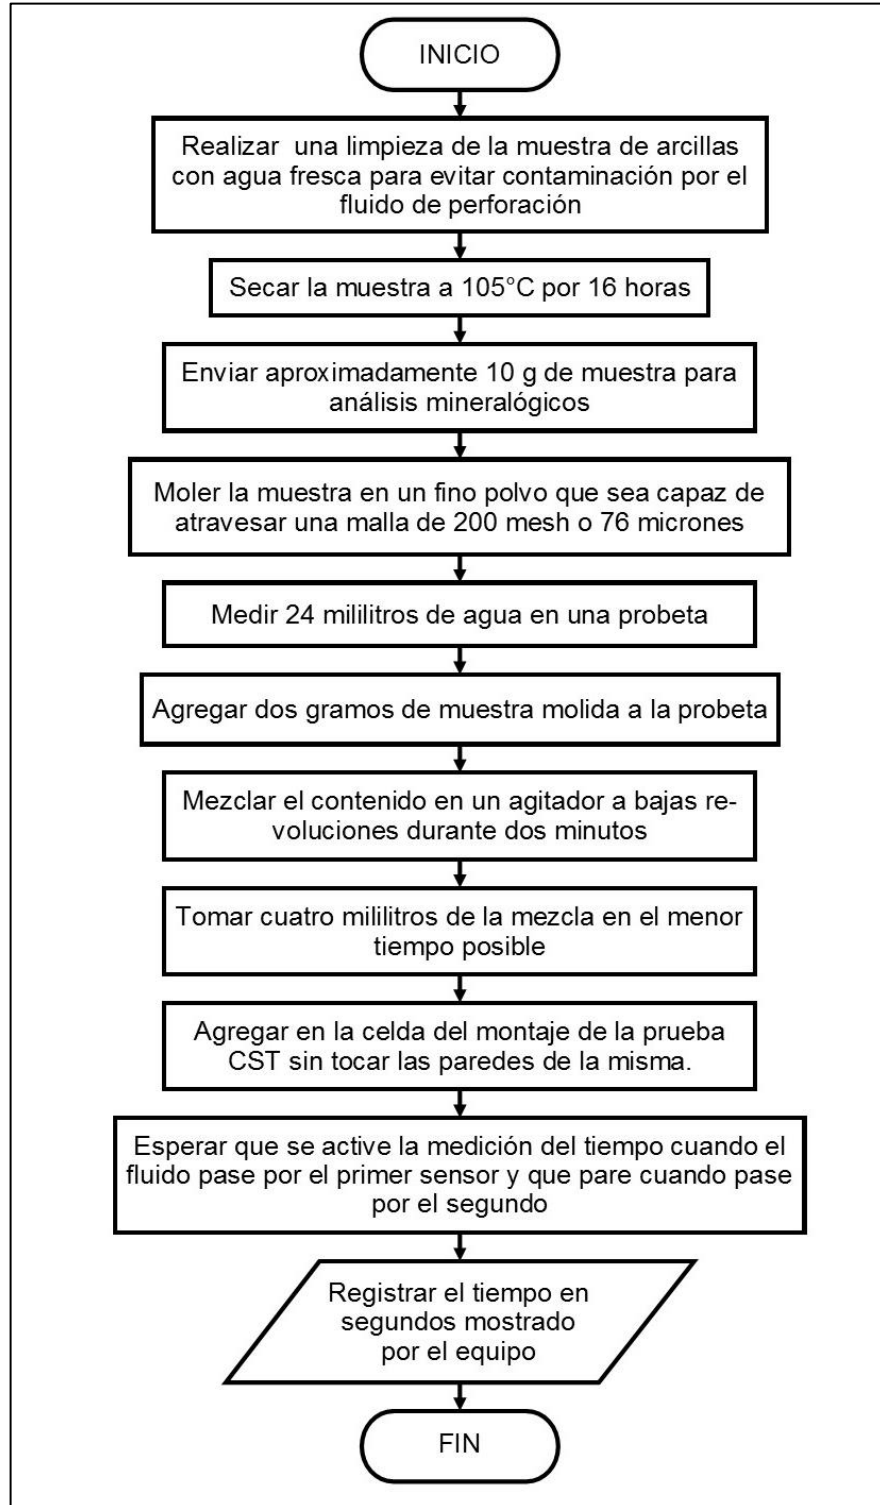 INICIO
Realizar una limpieza de la muestra de arcillas
con agua fresca para evitar contaminación por el
fluido de perforación
Secar la muestra a 105°C por 16 horas
Enviar aproximadamente 10 g de muestra para
análisis mineralógicos
Moler la muestra en un fino polvo que sea capaz de
atravesar una malla de 200 mesh o 76 micrones
Medir 24 mililitros de agua en una probeta
Agregar dos gramos de muestra molida a la probeta
Mezclar el contenido en un agitador a bajas re-
voluciones durante dos minutos
Tomar cuatro mililitros de la mezcla en el menor
tiempo posible
Agregar en la celda del montaje de la prueba
CST sin tocar las paredes de la misma.
Esperar que se active la medición del tiempo cuando el
fluido pase por el primer sensor y que pare cuando pase
por el segundo
Registrar el tiempo en
segundos mostrado
por el equipo
FIN